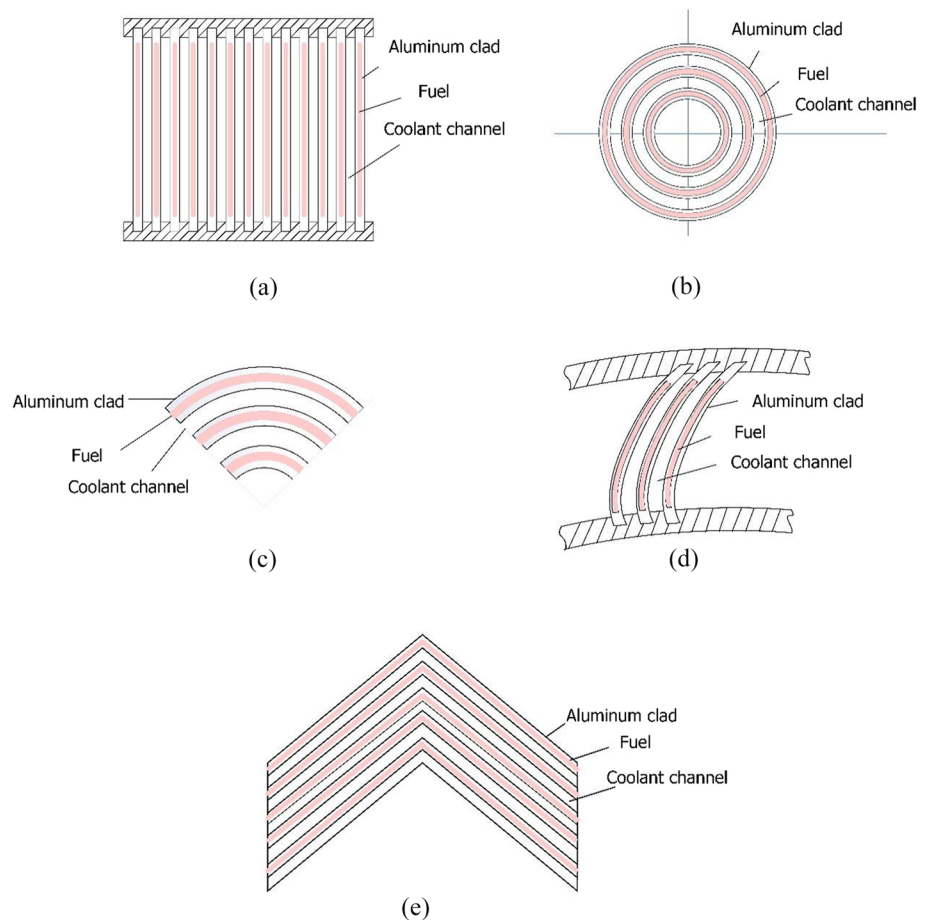 Aluminum clad
Fuel
Coolant channel
(a)
Aluminum clad
Fuel
Coolant channel
(b)
Aluminum clad
Fuel
Coolant channel
(c)
Aluminum clad
Fuel
Coolant channel
(d)
Aluminum clad
Fuel
Coolant channel
(e)